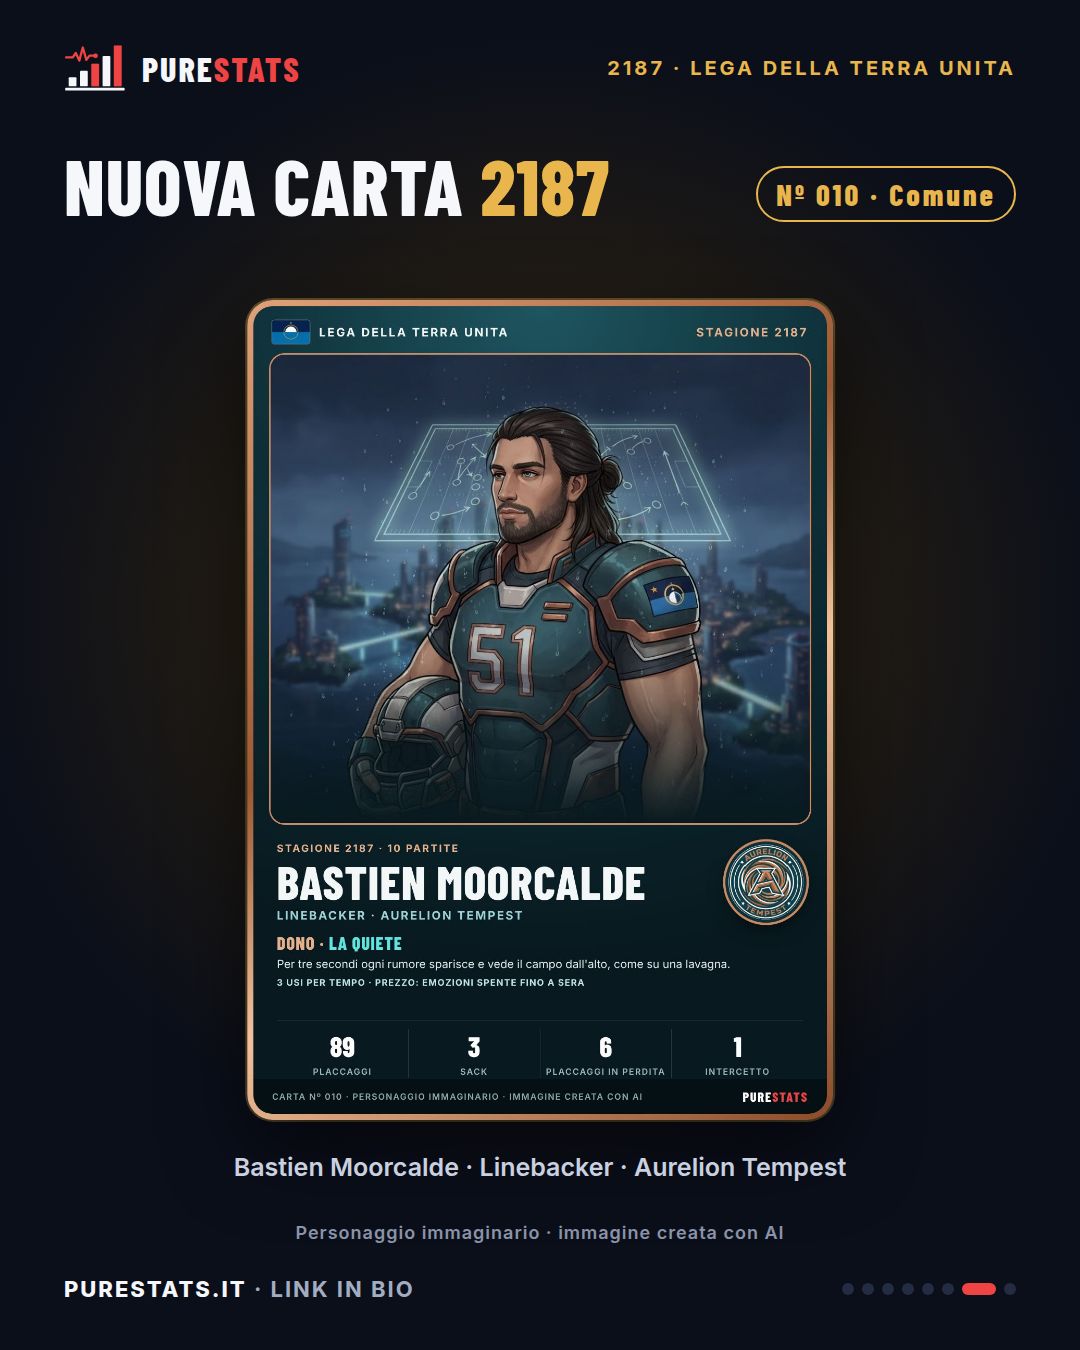 PURESTATS
2187 · LEGA DELLA TERRA UNITA
NUOVA CARTA 2187
Nº 010 · Comune
LEGA DELLA TERRA UNITA
STAGIONE 2187
51
STAGIONE 2187 · 10 PARTITE
BASTIEN MOORCALDE
LINEBACKER · AURELION TEMPEST
AURELION
A
TEMPEST
DONO · LA QUIETE
Per tre secondi ogni rumore sparisce e vede il campo dall'alto, come su una lavagna.
3 USI PER TEMPO · PREZZO: EMOZIONI SPENTE FINO A SERA
89
PLACCAGGI
3
SACK
6
PLACCAGGI IN PERDITA
1
INTERCETTO
CARTA Nº 010 · PERSONAGGIO IMMAGINARIO · IMMAGINE CREATA CON AI
PURESTATS
Bastien Moorcalde · Linebacker · Aurelion Tempest
Personaggio immaginario · immagine creata con AI
PURESTATS.IT · LINK IN BIO